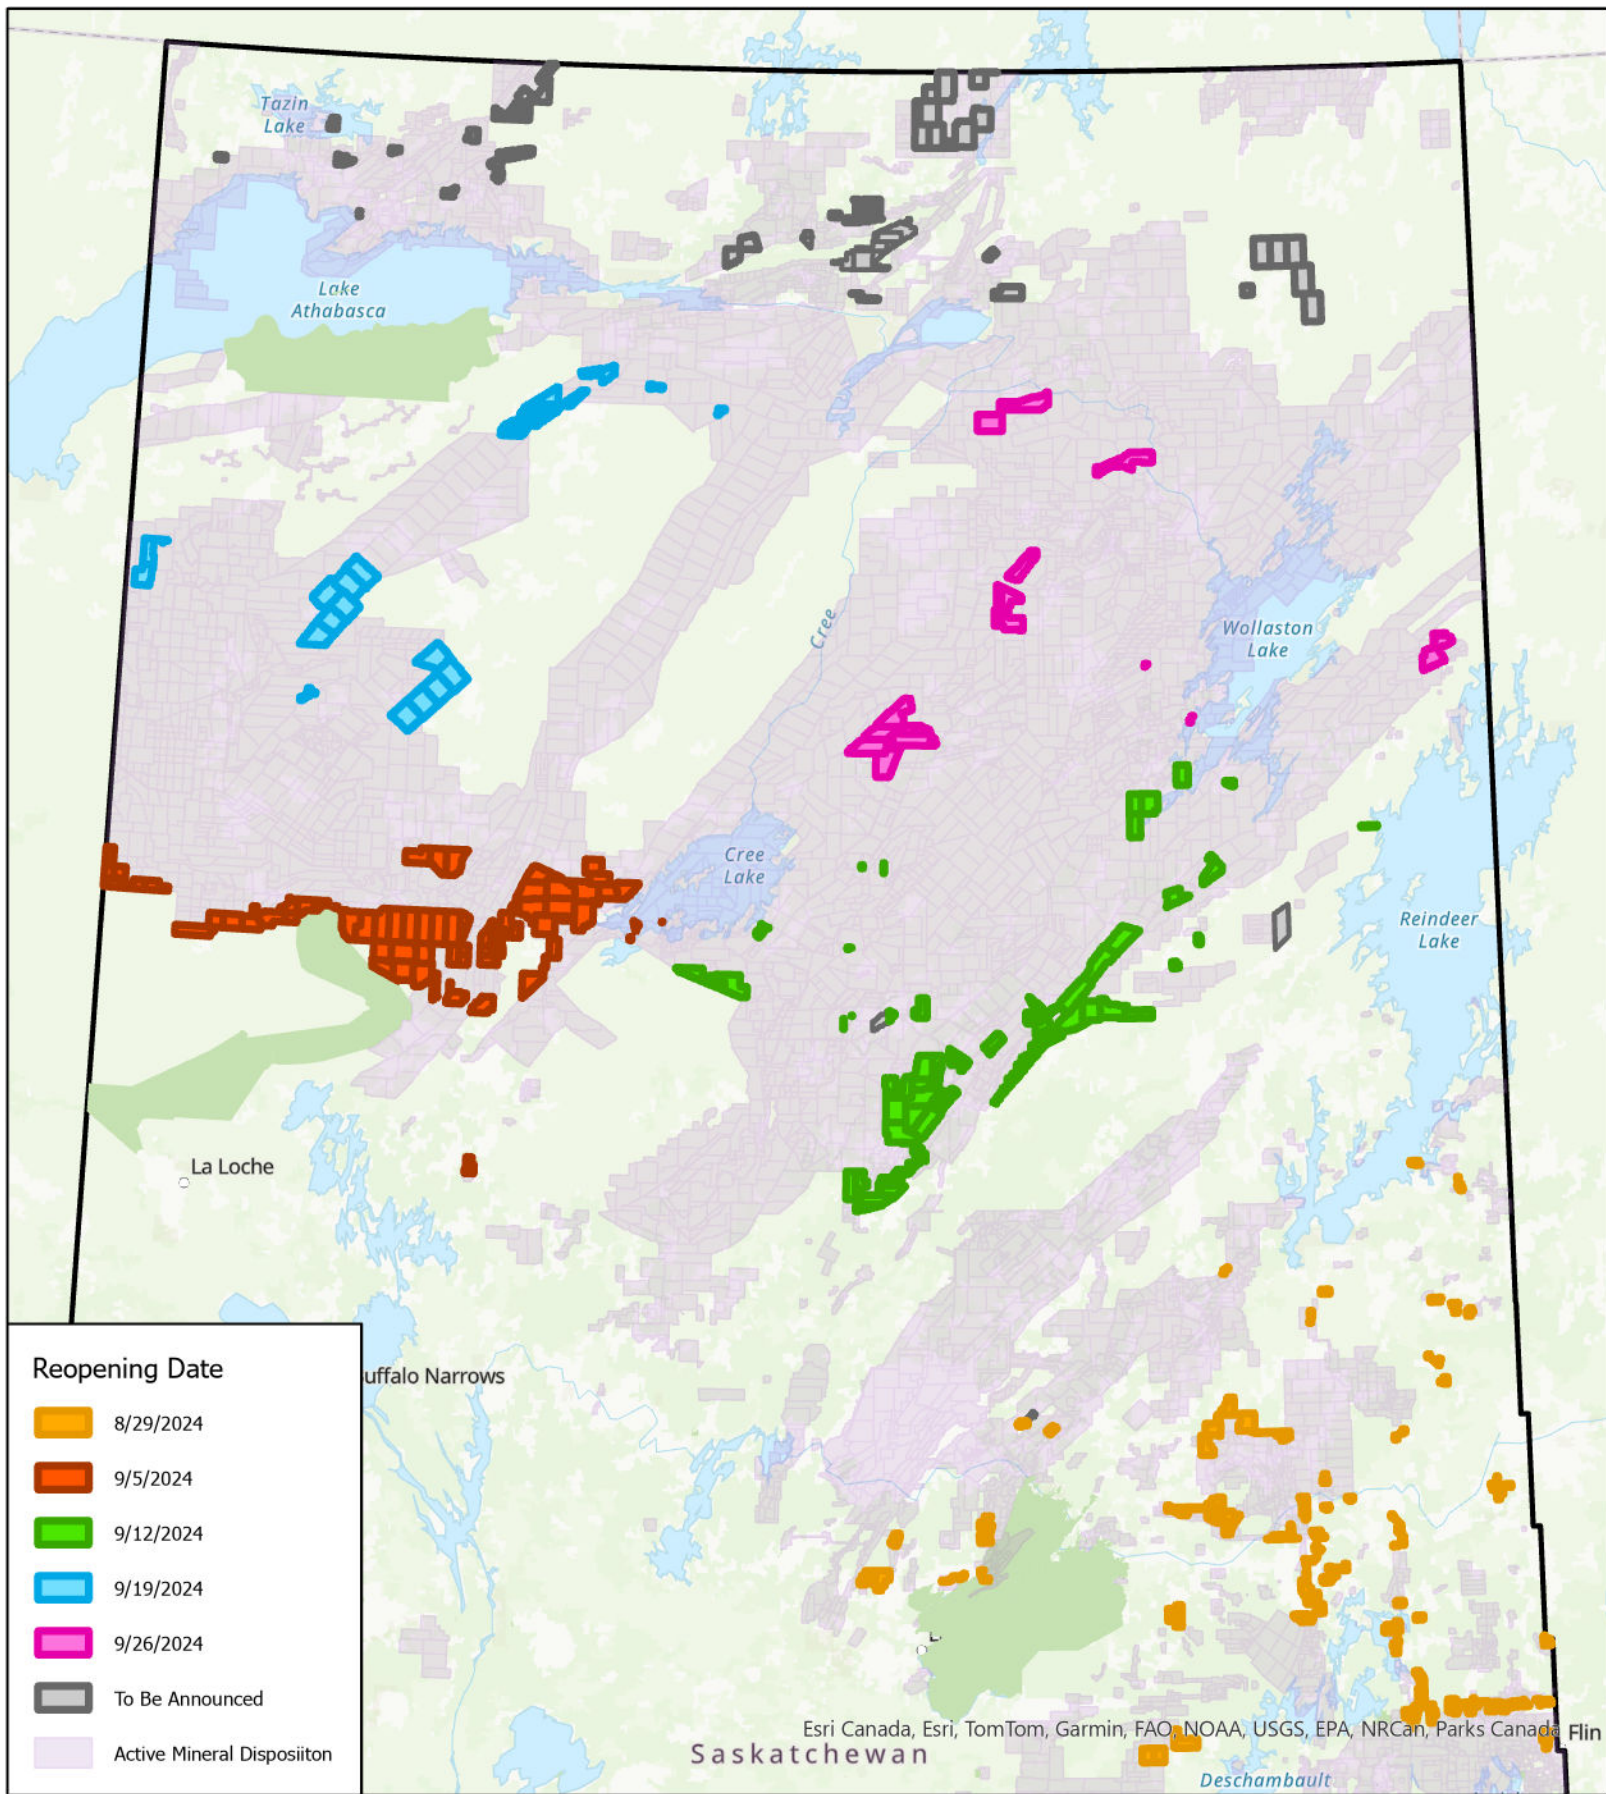 Tazin
Lake
Lake
Athabasca
Cree
Wollaston
Lake
Cree
Lake
Reindeer
Lake
La Loche
uffalo Narrows
Reopening Date
8/29/2024
9/5/2024
9/12/2024
9/19/2024
9/26/2024
To Be Announced
Active Mineral Disposiiton
Esri Canada, Esri, TomTom, Garmin, FAO, NOAA, USGS, EPA, NRCan, Parks Canada
Flin
Saskatchewan
Deschambault